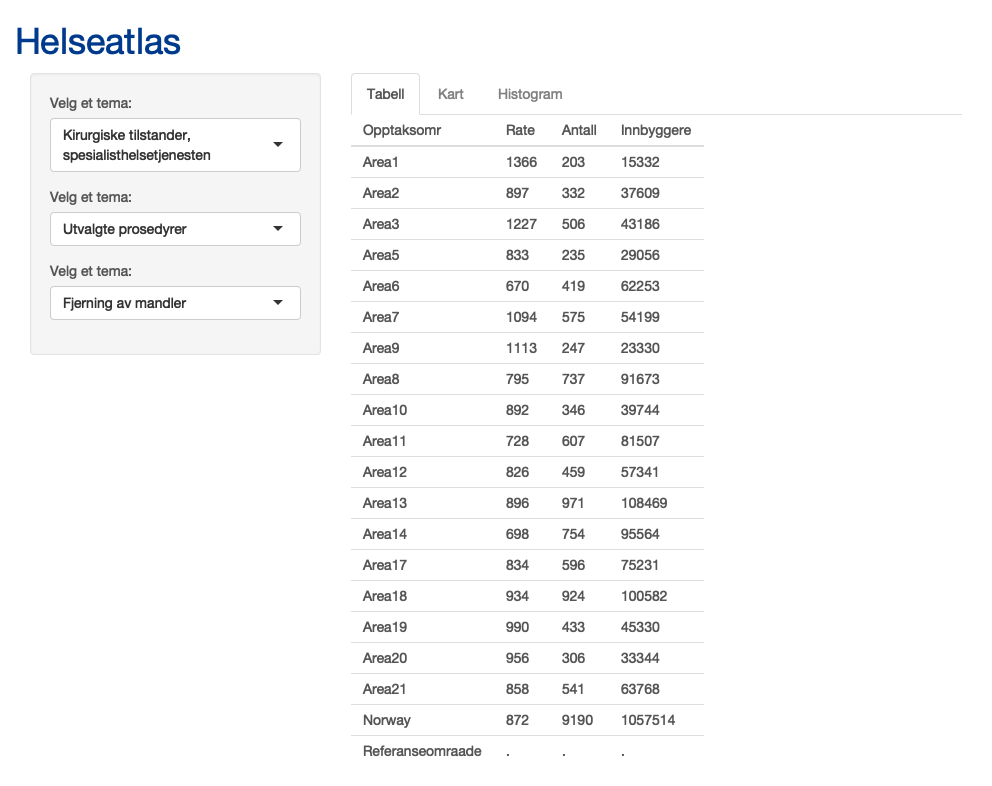 Helseatlas
Velg et tema:
Kirurgiske tilstander,
spesialisthelsetjenesten
Velg et tema:
Utvalgte prosedyrer
Velg et tema:
Fjerning av mandler
Tabell Kart Histogram
Opptaksomr Rate Antall Innbyggere
Area1 1366 203 15332
Area2 897 332 37609
Area3 1227 506 43186
Area5 833 235 29056
Area6 670 419 62253
Area7 1094 575 54199
Area9 1113 247 23330
Area8 795 737 91673
Area10 892 346 39744
Area11 728 607 81507
Area12 826 459 57341
Area13 896 971 108469
Area14 698 754 95564
Area17 834 596 75231
Area18 934 924 100582
Area19 990 433 45330
Area20 956 306 33344
Area21 858 541 63768
Norway 872 9190 1057514
Referanseomraade . . .